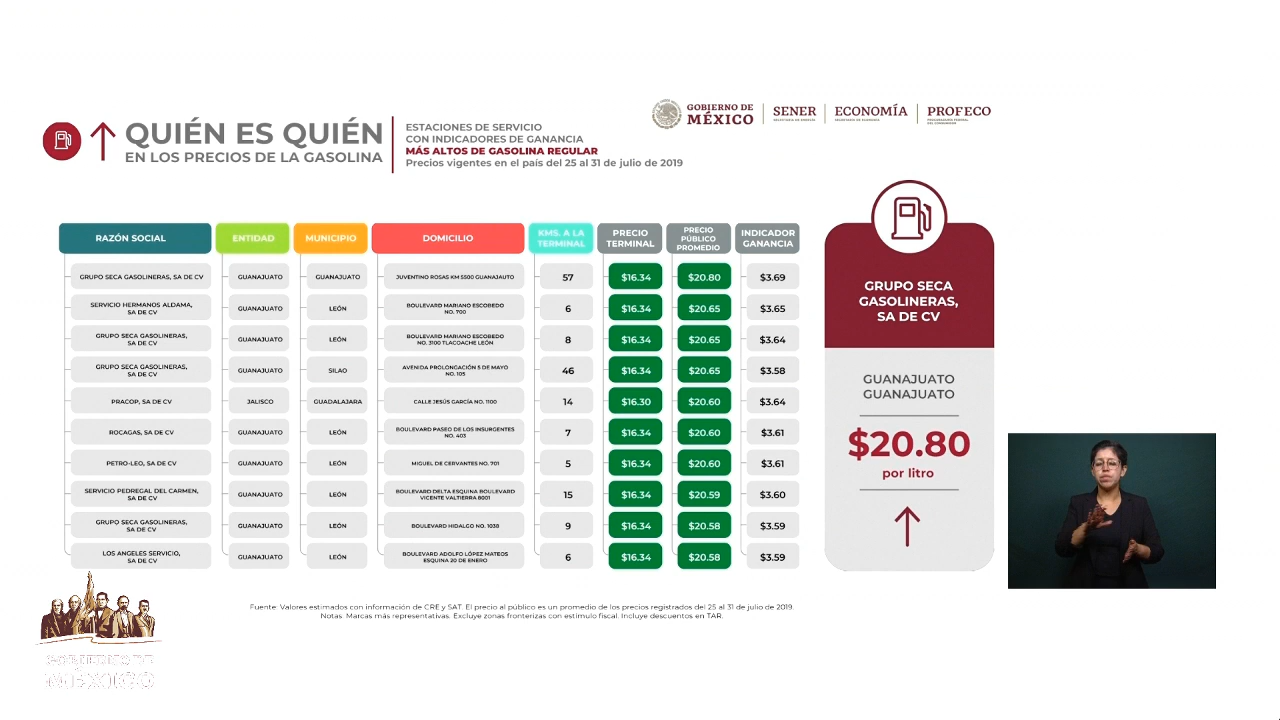 GOBIERNO DE MÉXICO
SENER
SECRETARÍA DE ENERGÍA
ECONOMÍA
SECRETARÍA DE ECONOMÍA
PROFECO
PROCURADURÍA FEDERAL DEL CONSUMIDOR
QUIÉN ES QUIÉN
EN LOS PRECIOS DE LA GASOLINA
ESTACIONES DE SERVICIO
CON INDICADORES DE GANANCIA
MÁS ALTOS DE GASOLINA REGULAR
Precios vigentes en el país del 25 al 31 de julio de 2019
RAZÓN SOCIAL ENTIDAD MUNICIPIO DOMICILIO KMS. A LA TERMINAL PRECIO TERMINAL PRECIO PÚBLICO PROMEDIO INDICADOR GANANCIA
GRUPO SECA GASOLINERAS, SA DE CV GUANAJUATO GUANAJUATO JUVENTINO ROSAS KM 5500 GUANAJAUTO 57 $16.34 $20.80 $3.69
SERVICIO HERMANOS ALDAMA, SA DE CV GUANAJUATO LEÓN BOULEVARD MARIANO ESCOBEDO NO. 700 6 $16.34 $20.65 $3.65
GRUPO SECA GASOLINERAS, SA DE CV GUANAJUATO LEÓN BOULEVARD MARIANO ESCOBEDO NO. 3100 TLACOACHE LEÓN 8 $16.34 $20.65 $3.64
GRUPO SECA GASOLINERAS, SA DE CV GUANAJUATO SILAO AVENIDA PROLONGACIÓN 5 DE MAYO NO. 105 46 $16.34 $20.65 $3.58
PRACOP, SA DE CV JALISCO GUADALAJARA CALLE JESÚS GARCÍA NO. 1100 14 $16.30 $20.60 $3.64
ROCAGAS, SA DE CV GUANAJUATO LEÓN BOULEVARD PASEO DE LOS INSURGENTES NO. 403 7 $16.34 $20.60 $3.61
PETRO-LEO, SA DE CV GUANAJUATO LEÓN MIGUEL DE CERVANTES NO. 701 5 $16.34 $20.60 $3.61
SERVICIO PEDREGAL DEL CARMEN, SA DE CV GUANAJUATO LEÓN BOULEVARD DELTA ESQUINA BOULEVARD VICENTE VALTIERRA 8001 15 $16.34 $20.59 $3.60
GRUPO SECA GASOLINERAS, SA DE CV GUANAJUATO LEÓN BOULEVARD HIDALGO NO. 1038 9 $16.34 $20.58 $3.59
LOS ANGELES SERVICIO, SA DE CV GUANAJUATO LEÓN BOULEVARD ADOLFO LÓPEZ MATEOS ESQUINA 20 DE ENERO 6 $16.34 $20.58 $3.59
GRUPO SECA
GASOLINERAS,
SA DE CV
GUANAJUATO
GUANAJUATO
$20.80
por litro
Fuente: Valores estimados con información de CRE y SAT. El precio al público es un promedio de los precios registrados del 25 al 31 de julio de 2019.
Notas: Marcas más representativas. Excluye zonas fronterizas con estímulo fiscal. Incluye descuentos en TAR.
GOBIERNO DE
MÉXICO